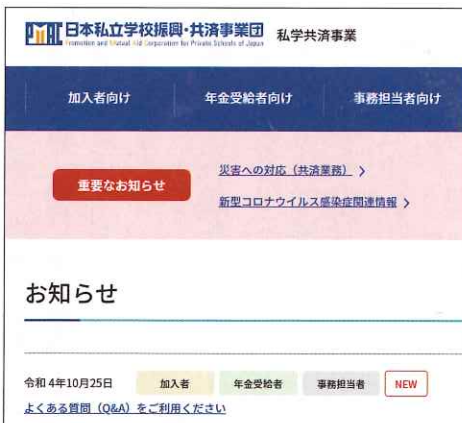 日本私立学校振興・共済事業団 私学共済事業
Promotion and Mutual Aid Corporation for Private Schools of Japan
加入者向け 年金受給者向け 事務担当者向け
重要なお知らせ
災害への対応（共済業務）
新型コロナウイルス感染症関連情報
お知らせ
令和 4年10月25日 加入者 年金受給者 事務担当者 NEW
よくある質問（Q&A）をご利用ください